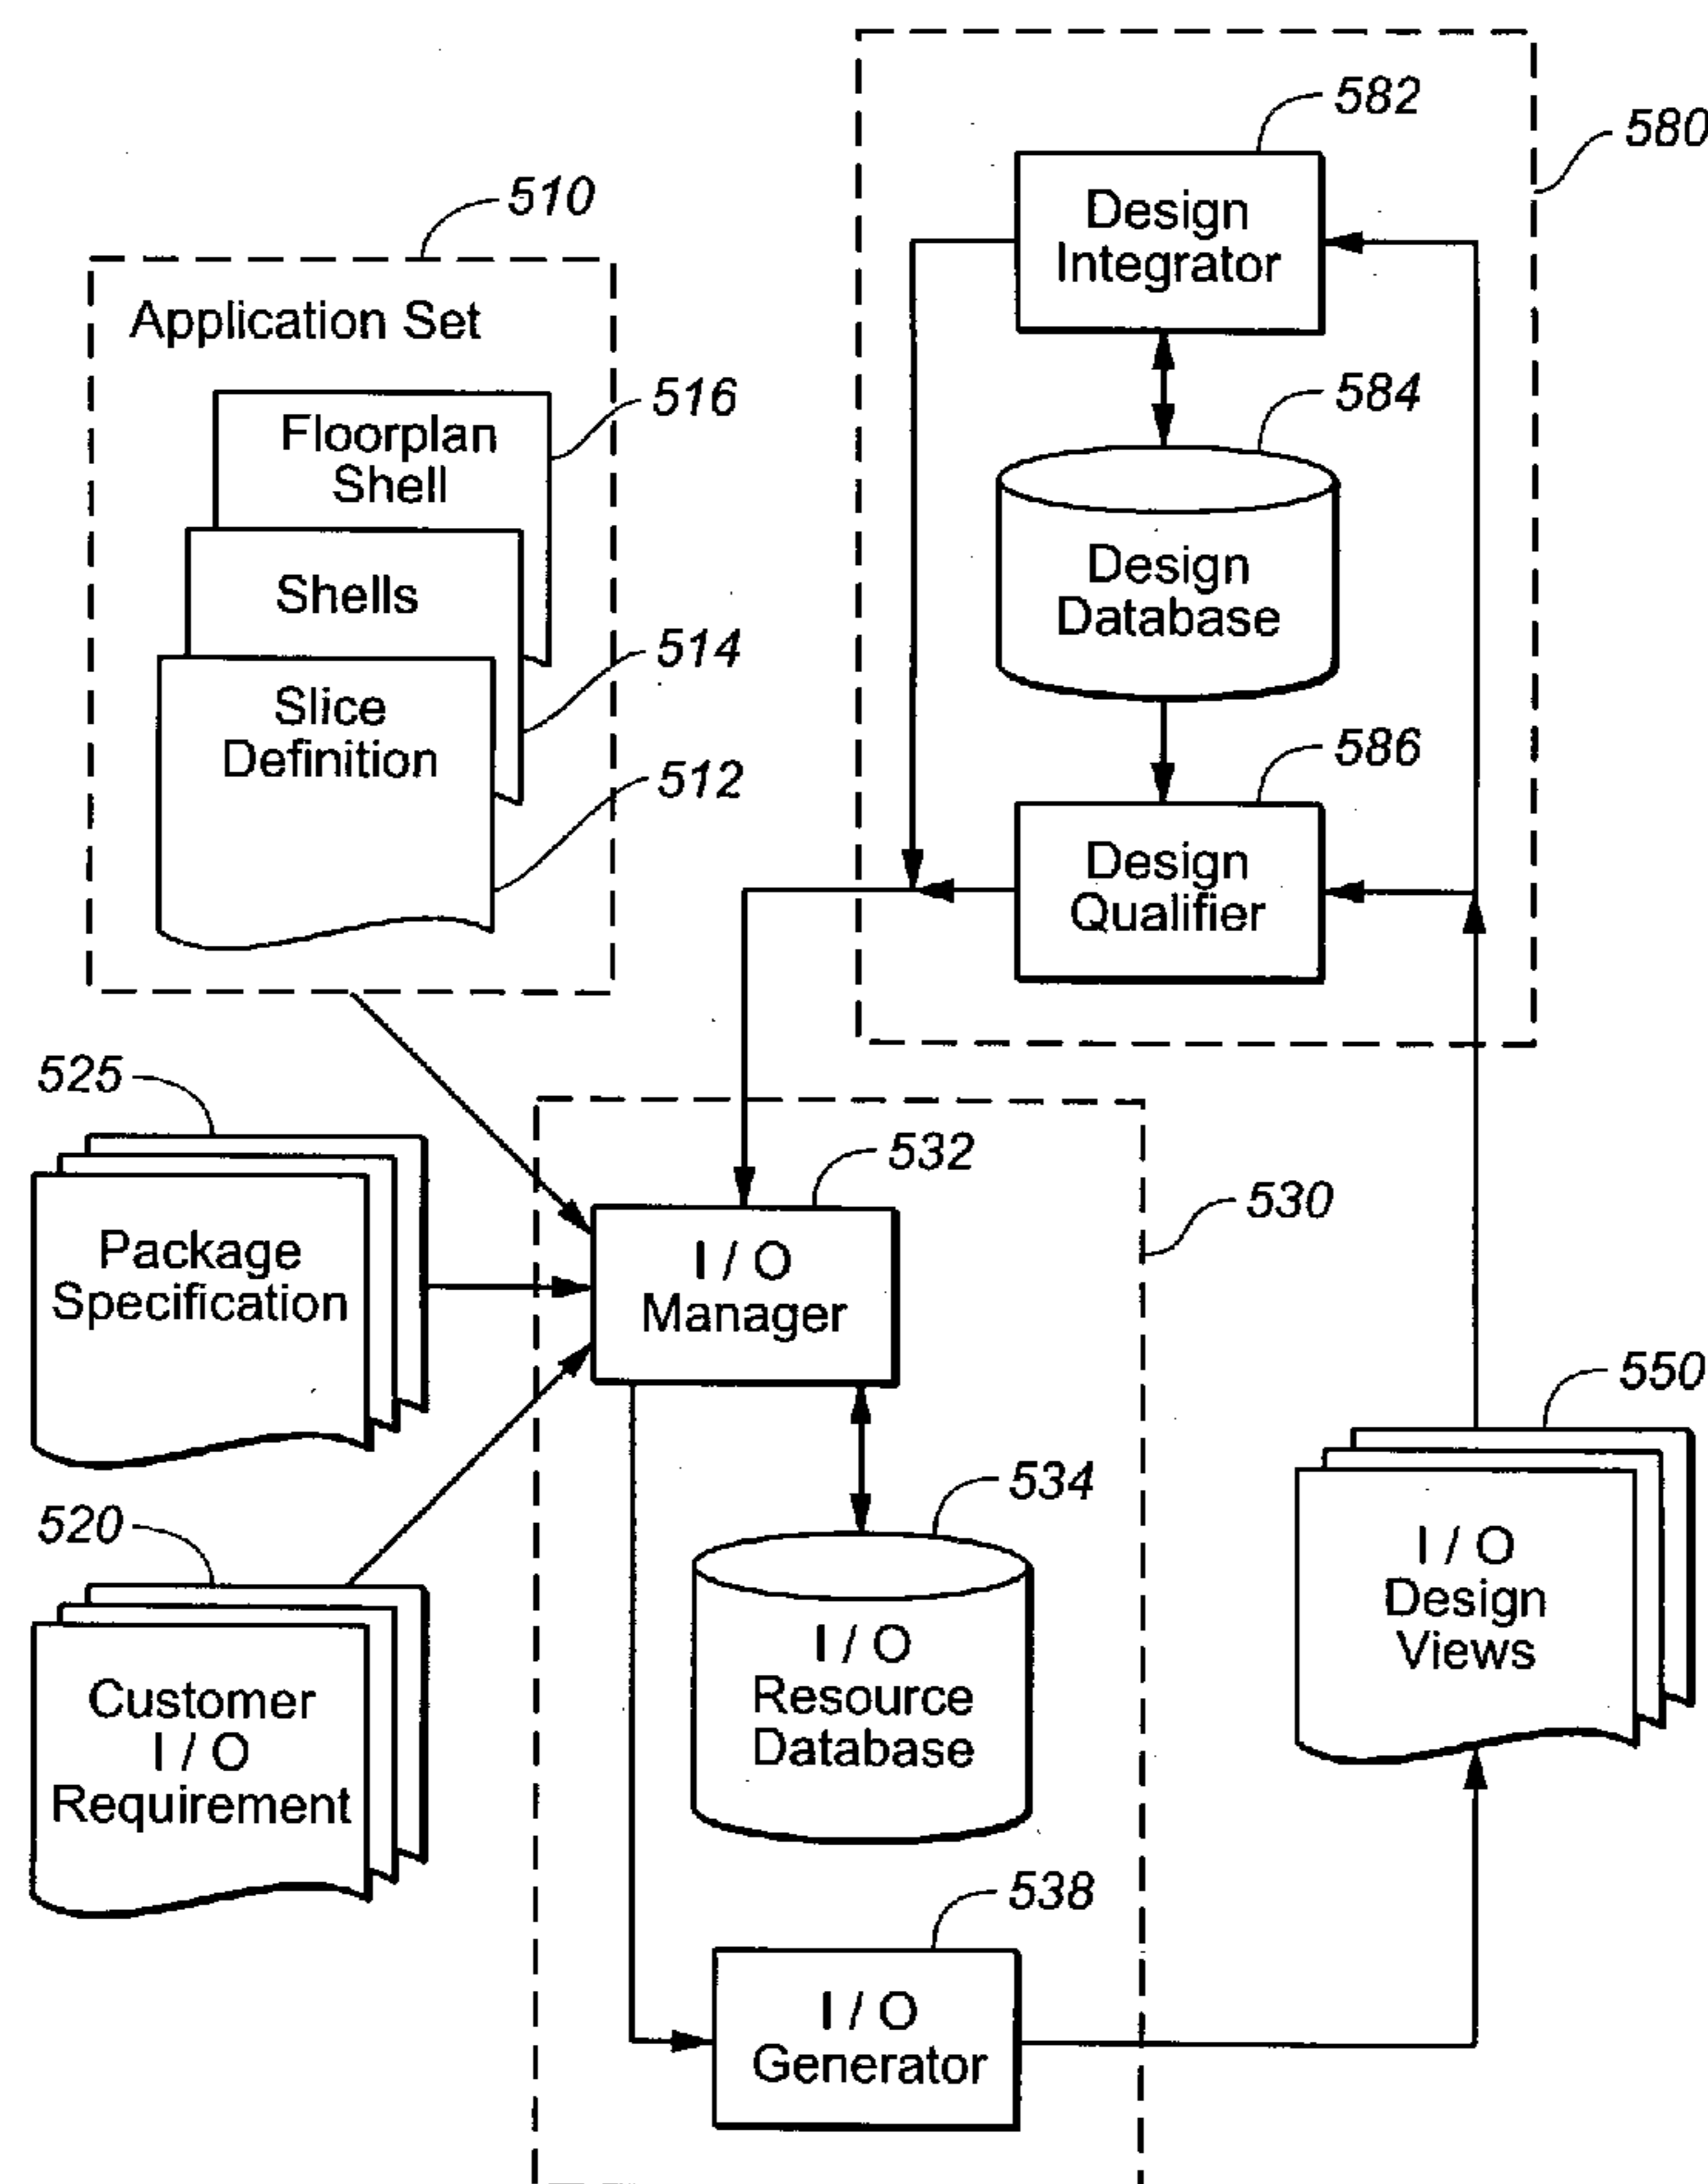 582
580
Design
Integrator
510
Application Set
516
Floorplan
Shell
584
Design
Database
Shells
514
Slice
Definition
512
586
Design
Qualifier
525
Package
Specification
532
I / O
Manager
530
520
Customer
I / O
Requirement
534
I / O
Resource
Database
550
I / O
Design
Views
538
I / O
Generator